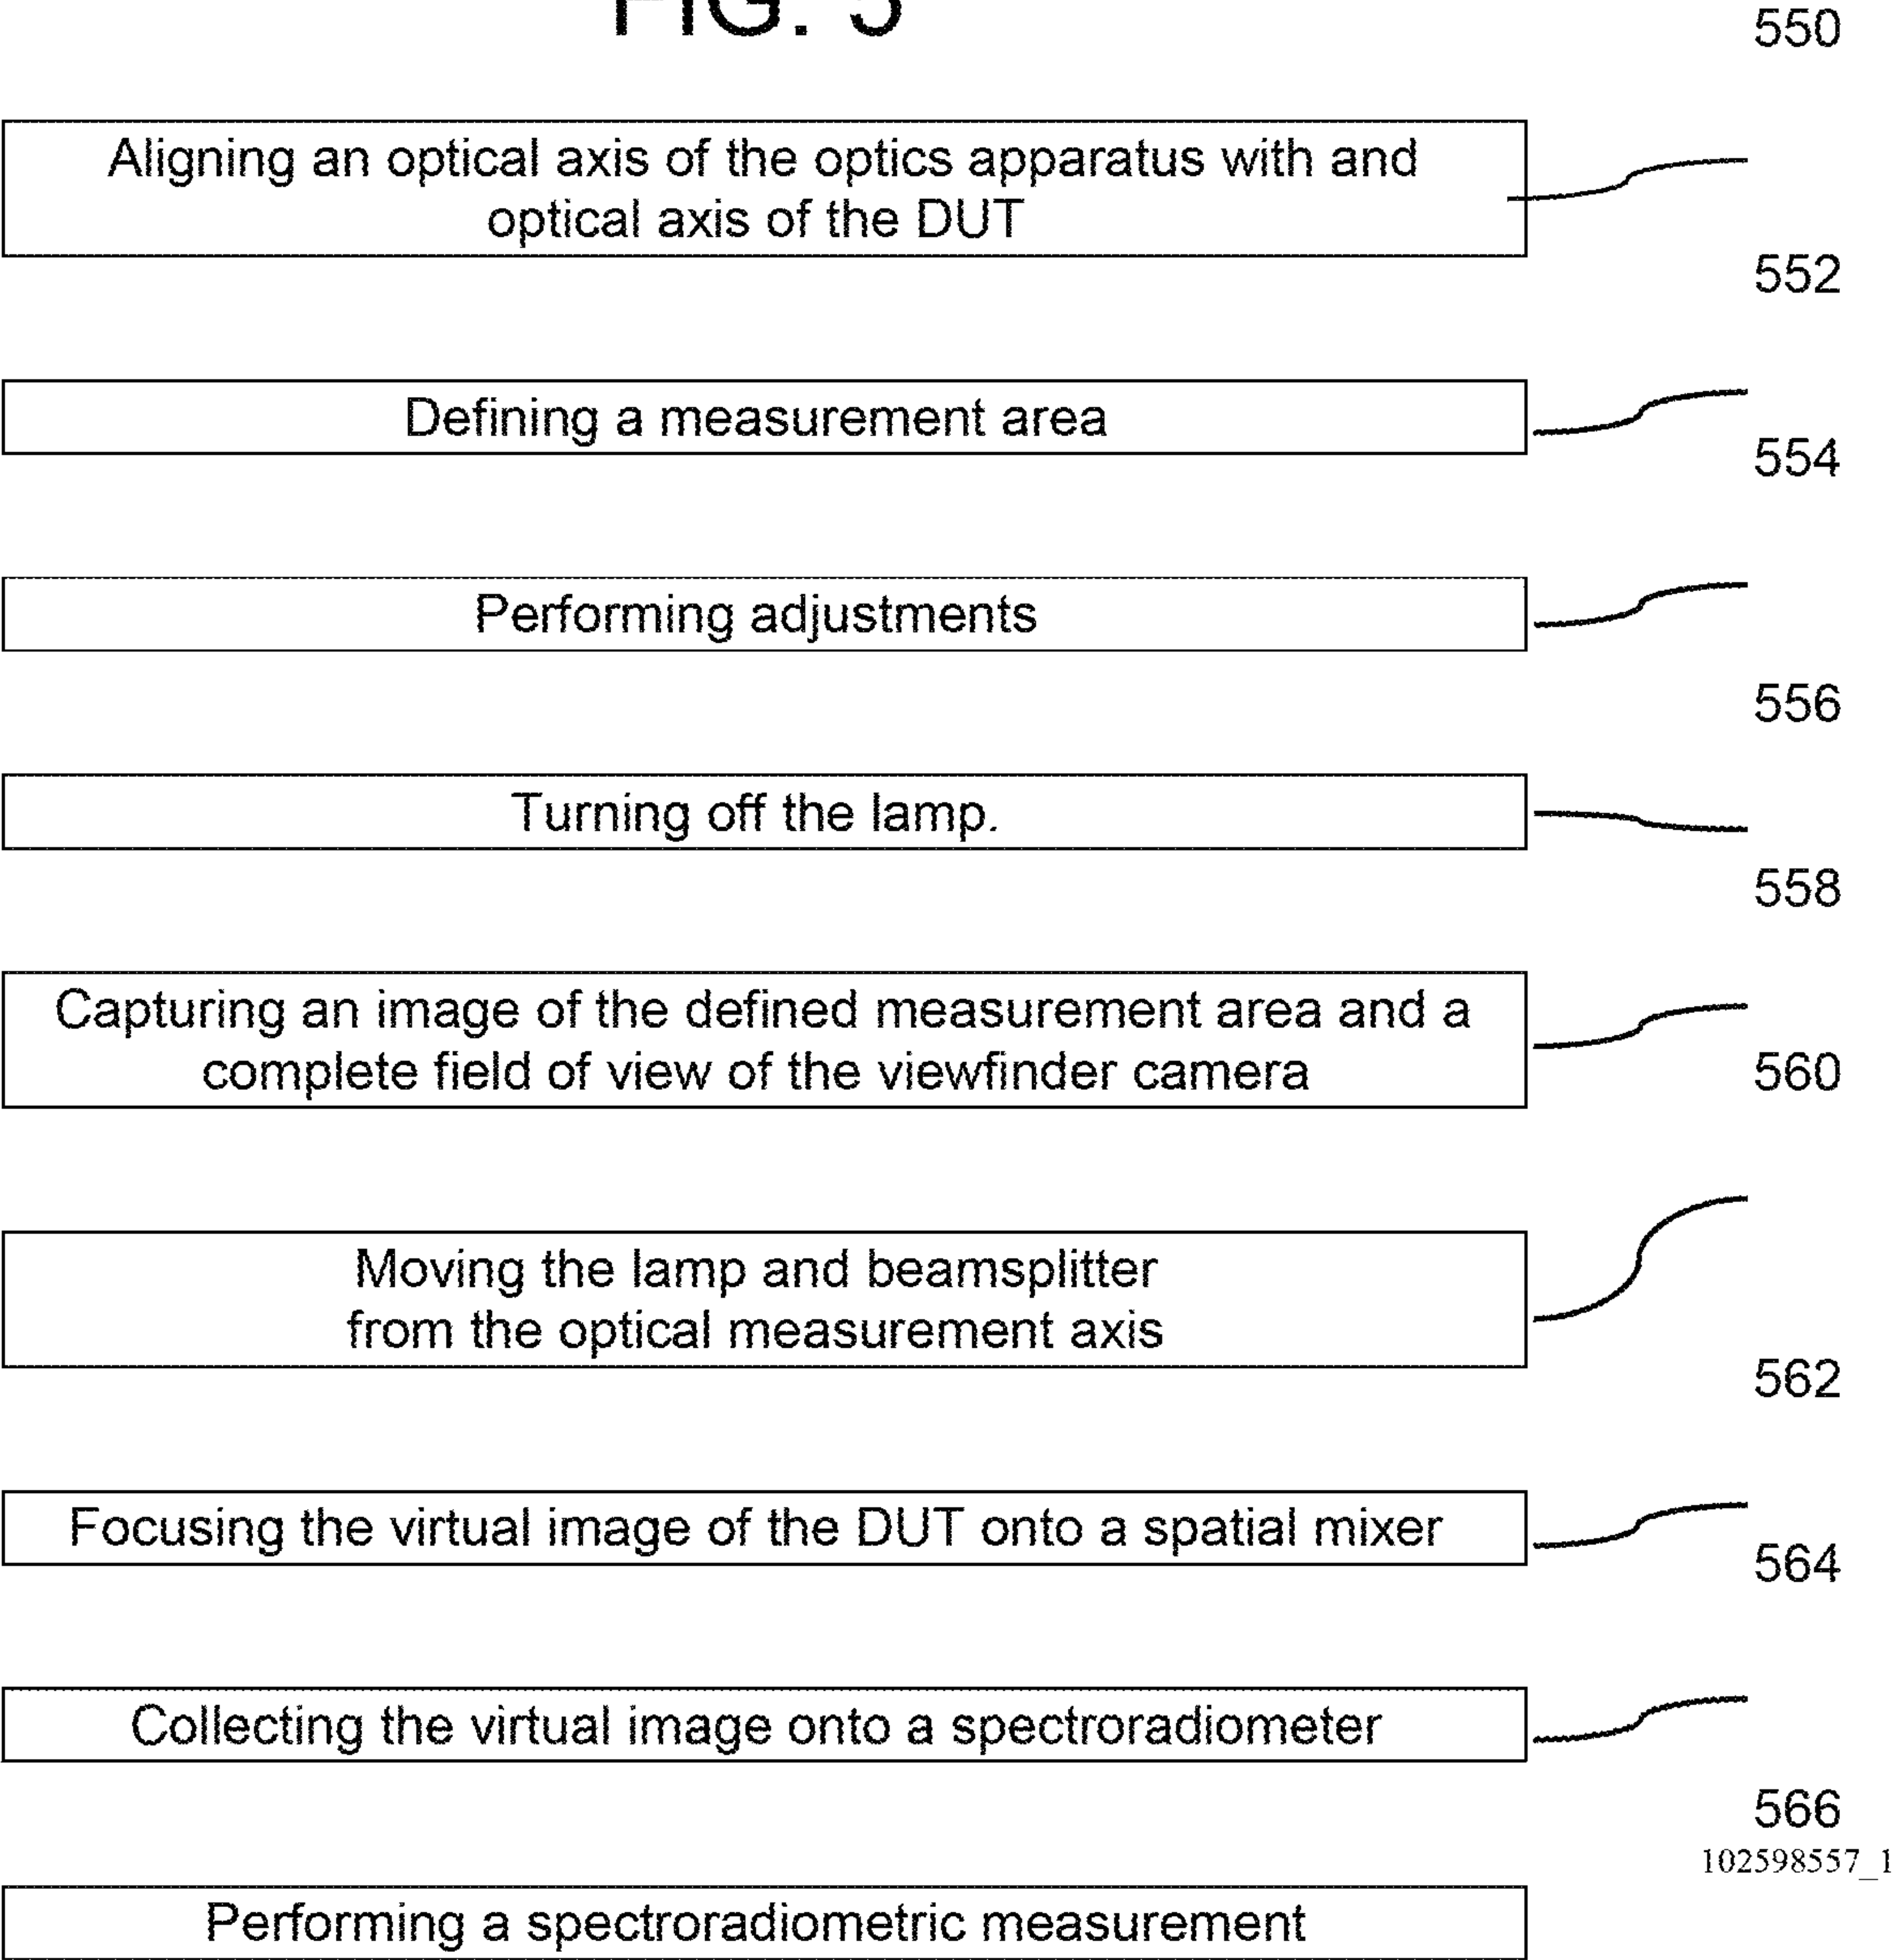 FIG. 5
550
Aligning an optical axis of the optics apparatus with and
optical axis of the DUT
552
Defining a measurement area
554
Performing adjustments
556
Turning off the lamp.
558
Capturing an image of the defined measurement area and a
complete field of view of the viewfinder camera
560
Moving the lamp and beamsplitter
from the optical measurement axis
562
Focusing the virtual image of the DUT onto a spatial mixer
564
Collecting the virtual image onto a spectroradiometer
566
102598557_1
Performing a spectroradiometric measurement